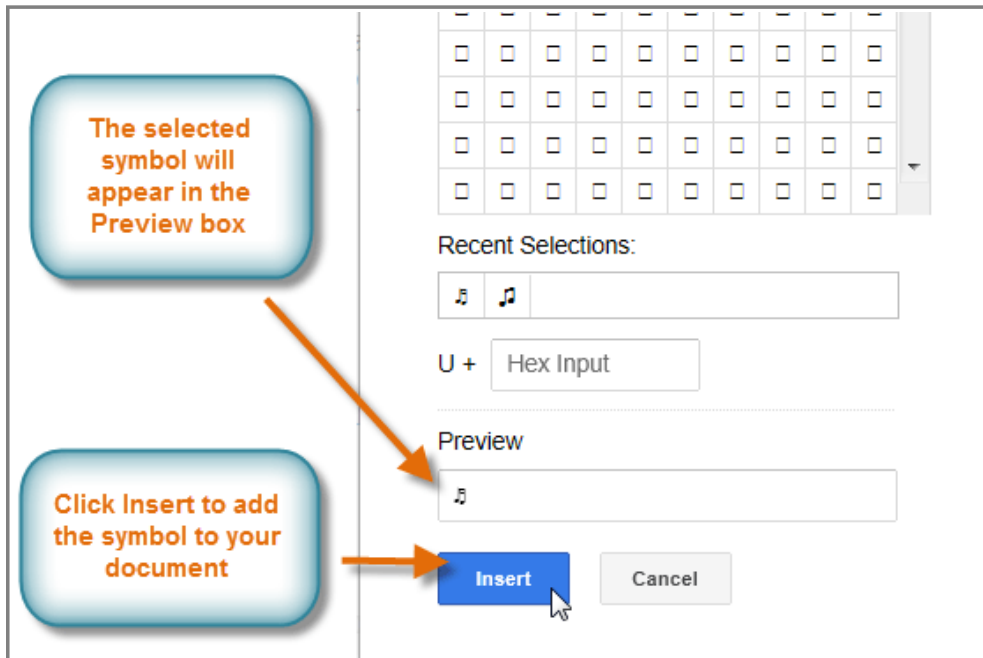 The selected
symbol will
appear in the
Preview box
Recent Selections:
♬ ♫
U + Hex Input
Preview
♬
Click Insert to add
the symbol to your
document
Insert Cancel